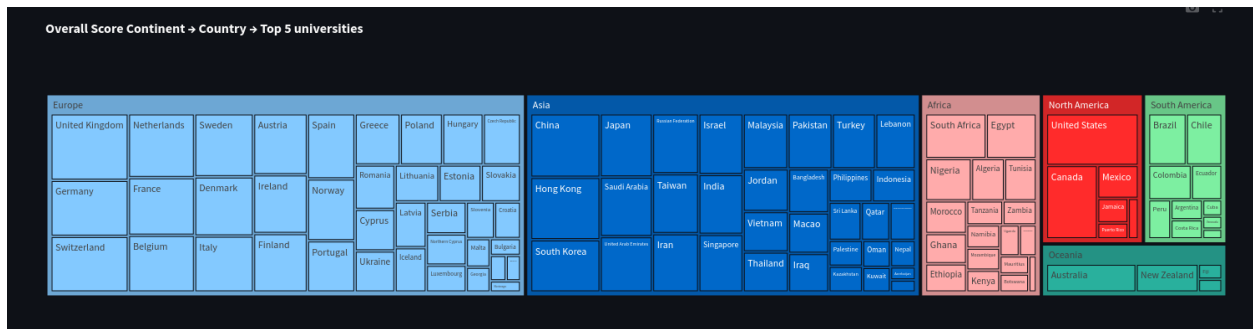 Overall Score Continent → Country → Top 5 universities
Europe
United Kingdom
Germany
Switzerland
Netherlands
France
Belgium
Sweden
Denmark
Italy
Austria
Ireland
Finland
Spain
Norway
Portugal
Greece
Romania
Cyprus
Ukraine
Poland
Lithuania
Latvia
Iceland
Hungary
Czech Republic
Estonia
Slovakia
Serbia
Northern Cyprus
Luxembourg
Slovenia
Croatia
Malta
Bulgaria
Georgia
Asia
China
Hong Kong
South Korea
Japan
Saudi Arabia
United Arab Emirates
Russian Federation
Taiwan
Iran
Israel
India
Singapore
Malaysia
Jordan
Vietnam
Thailand
Pakistan
Bangladesh
Macao
Iraq
Turkey
Lebanon
Philippines
Indonesia
Sri Lanka
Qatar
Palestine
Oman
Nepal
Kazakhstan
Kuwait
Azerbaijan
Africa
South Africa
Egypt
Nigeria
Algeria
Tunisia
Morocco
Ghana
Ethiopia
Tanzania
Zambia
Namibia
Mozambique
Kenya
Uganda
Mauritius
Botswana
North America
United States
Canada
Mexico
Jamaica
Puerto Rico
South America
Brazil
Chile
Colombia
Ecuador
Peru
Argentina
Cuba
Costa Rica
Oceania
Australia
New Zealand
Fiji